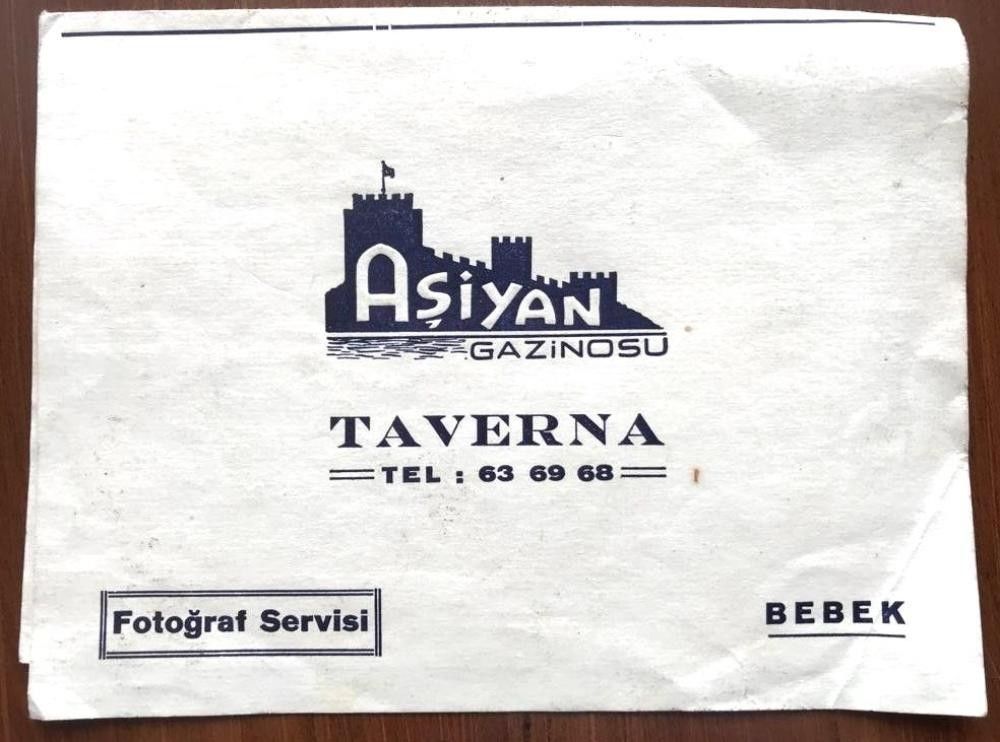 AŞİYAN
GAZİNOSU
TAVERNA
TEL : 63 69 68
Fotoğraf Servisi
BEBEK